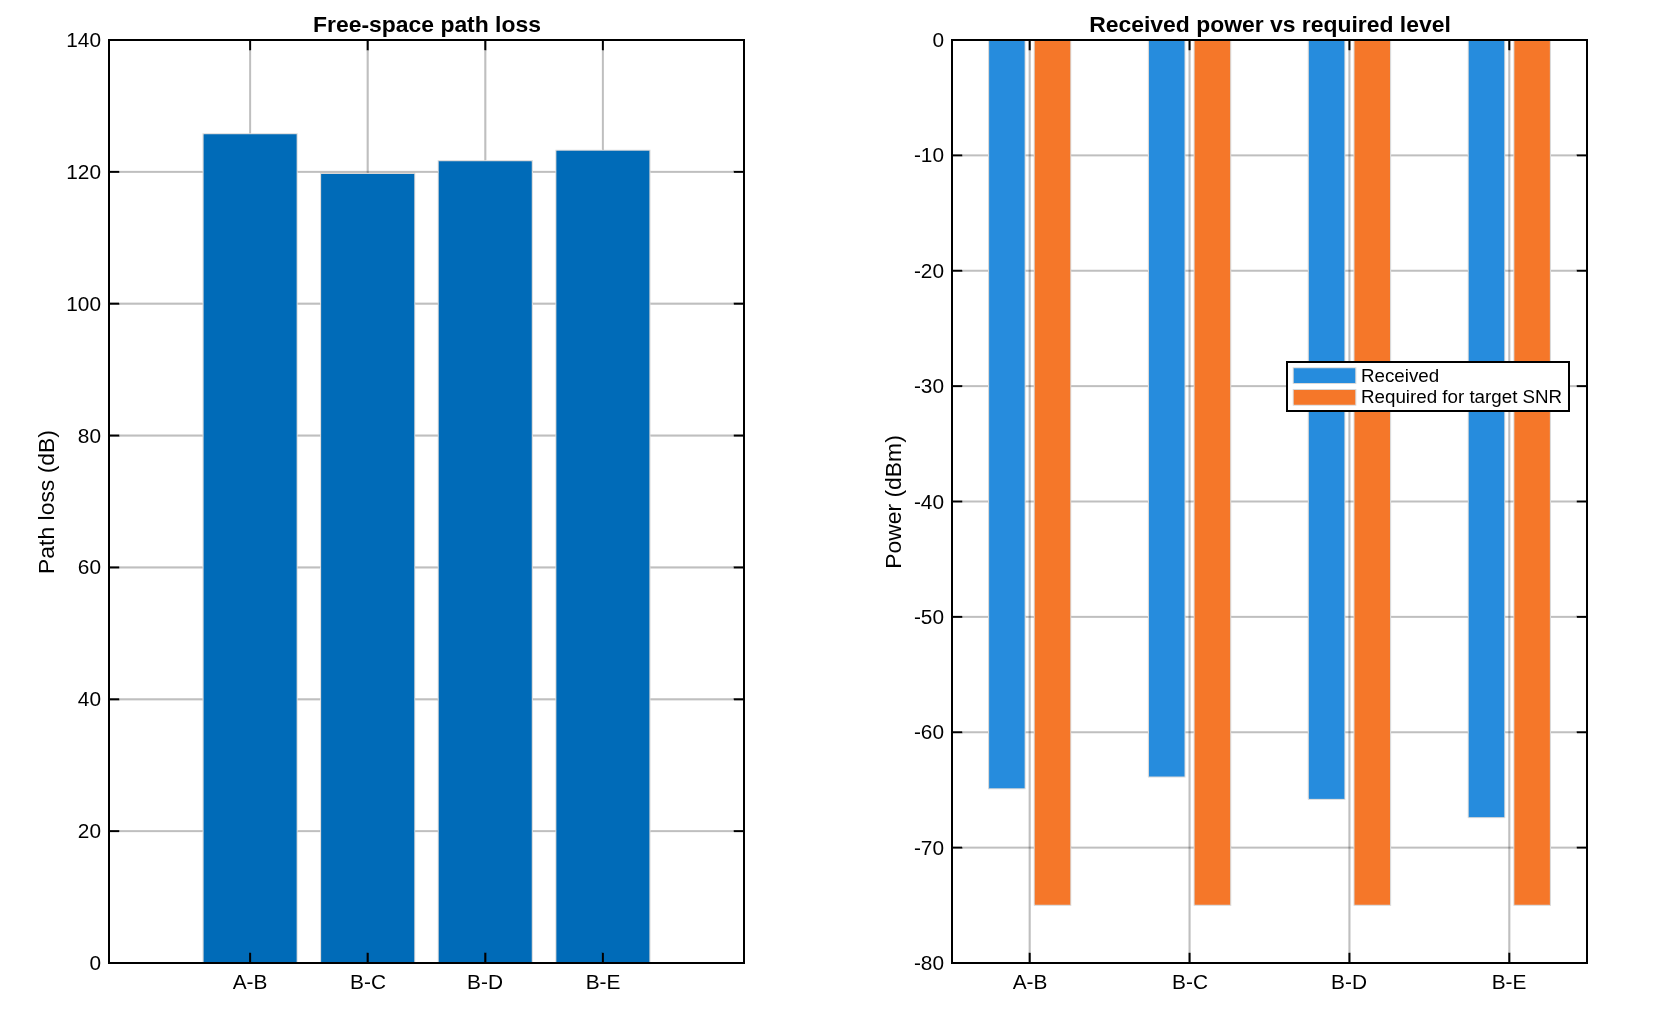 Free-space path loss
140
120
100
80
60
40
20
0
Path loss (dB)
A-B B-C B-D B-E
Received power vs required level
0
-10
-20
-30
-40
-50
-60
-70
-80
Power (dBm)
Received
Required for target SNR
A-B B-C B-D B-E